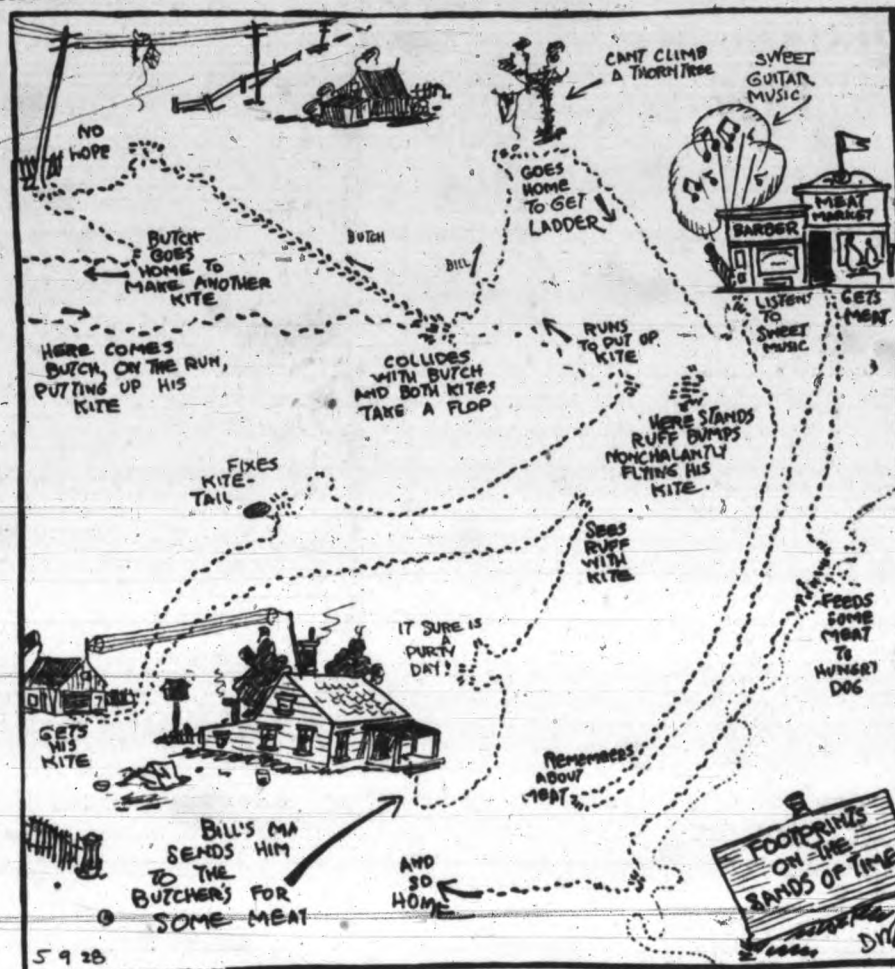 CANT CLIMB
A THORN TREE
SWEET
GUITAR
MUSIC
NO
HOPE
GOES
HOME
TO GET
LADDER
BARBER
MEAT
MARKET
BUTCH
GOES
HOME TO
MAKE ANOTHER
KITE
BUTCH
BILL
LISTENS
TO
SWEET
MUSIC
GETS
MEAT
HERE COMES
BUTCH, ON THE RUN,
PUTTING UP HIS
KITE
COLLIDES
WITH BUTCH
AND BOTH KITES
TAKE A FLOP
RUNS
TO PUT UP
KITE
HERE STANDS
RUFF BUMPS
NONCHALANTLY
FLYING HIS
KITE
FIXES
KITE-
TAIL
SEES
RUFF
WITH
KITE
IT SURE IS
A
PURTY
DAY!
FEEDS
SOME
MEAT
TO
HUNGRY
DOG
GETS
HIS
KITE
REMEMBERS
ABOUT
MEAT
BILL'S MA
SENDS HIM
TO THE
BUTCHER'S FOR
SOME MEAT
AND
SO
HOME
FOOTPRINTS
ON THE
SANDS OF TIME
5 9 28